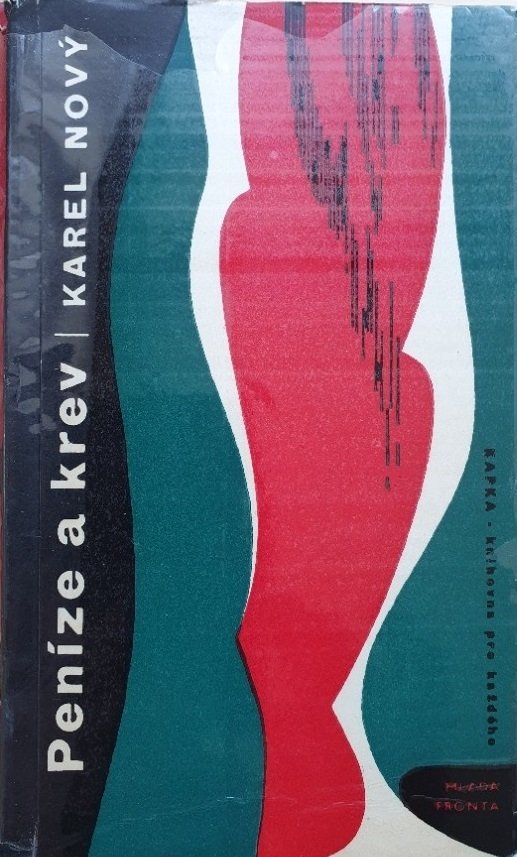 Peníze a krev | KAREL NOVÝ
KAPKA - knihovna pro každého
MLADÁ
FRONTA